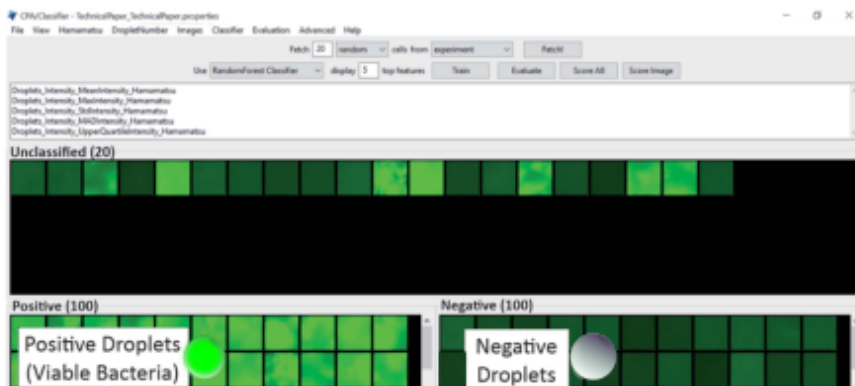 CPA/Classifier - TechnicalPaper_TechnicalPaper.properties
File View Hamamatsu DropletNumber Images Classifier Evaluation Advanced Help
Fetch 20 random cells from experiment Fetch!
Use RandomForest Classifier display 5 top features Train Evaluate Score All Score Image
Droplets_Intensity_MeanIntensity_Hamamatsu
Droplets_Intensity_MaxIntensity_Hamamatsu
Droplets_Intensity_StdIntensity_Hamamatsu
Droplets_Intensity_MADIntensity_Hamamatsu
Droplets_Intensity_UpperQuartileIntensity_Hamamatsu
Unclassified (20)
Positive (100) Negative (100)
Positive Droplets
(Viable Bacteria)
Negative
Droplets